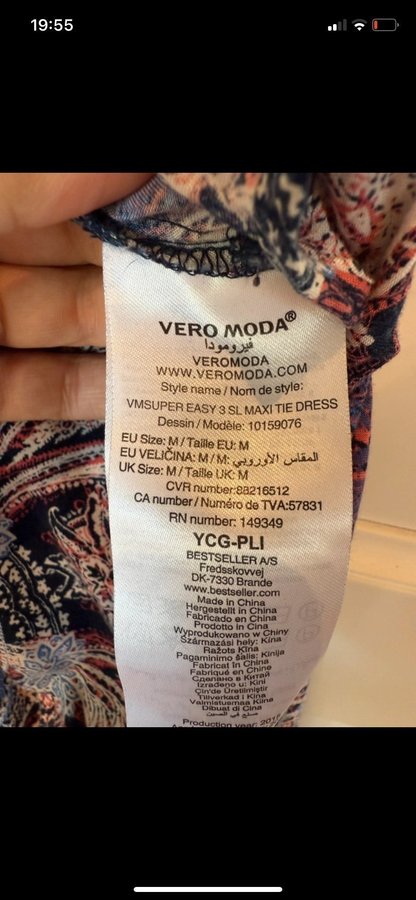 19:55
VERO MODA®
فيرومودا
VEROMODA
WWW.VEROMODA.COM
Style name / Nom de style:
VMSUPER EASY 3 SL MAXI TIE DRESS
Dessin / Modèle: 10159076
EU Size: M / Taille EU: M
EU VELIČINA: M / M: المقاس الأوروبي
UK Size: M / Taille UK: M
CVR number:88216512
CA number / Numéro de TVA:57831
RN number: 149349
YCG-PLI
BESTSELLER A/S
Fredsskovvej
DK-7330 Brande
www.bestseller.com
Made in China
Hergestellt in China
Fabricado en China
Prodotto in Cina
Wyprodukowano w Chiny
Származási hely: Kína
Ražots Ķīna
Pagaminimo šalis: Kinija
Fabricat în China
Fabriqué en Chine
Сделано в Китай
Izrađeno u: Kini
Çin'de Üretilmiştir
Tillverkad i Kina
Valmistusmaa Kiina
Dibuat di Cina
صنع في الصين
Production year: